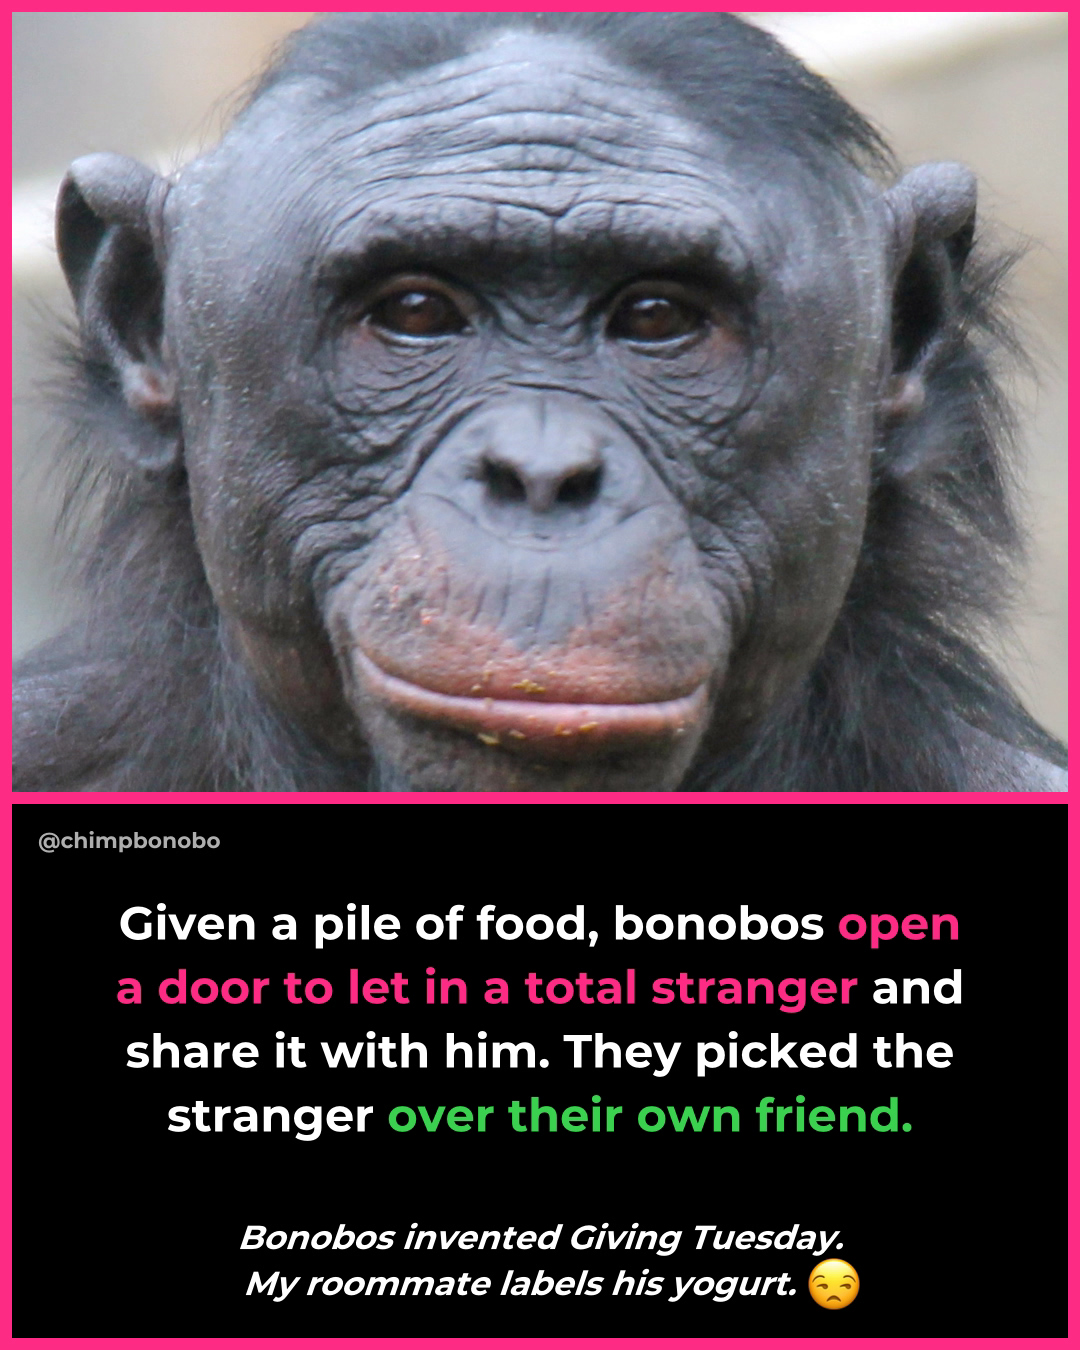 @chimpbonobo
Given a pile of food, bonobos open
a door to let in a total stranger and
share it with him. They picked the
stranger over their own friend.
Bonobos invented Giving Tuesday.
My roommate labels his yogurt. 😒